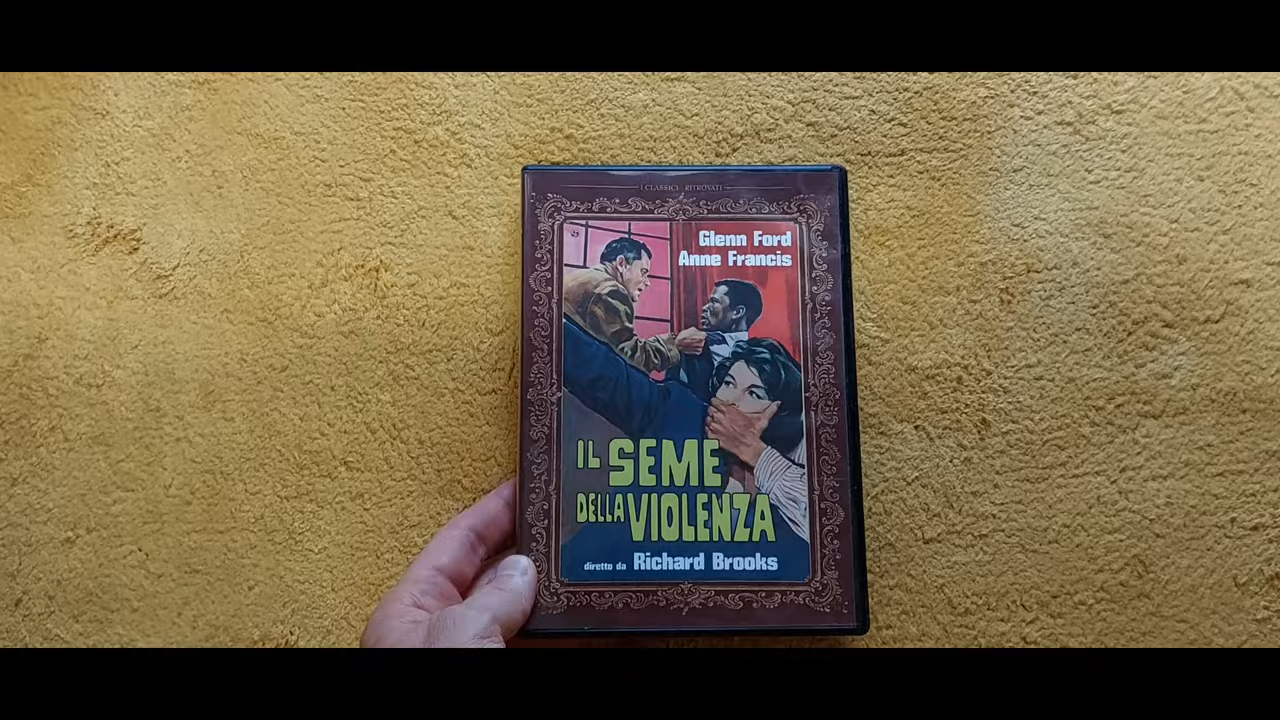 I CLASSICI RITROVATI
Glenn Ford
Anne Francis
IL SEME
DELLA VIOLENZA
diretto da Richard Brooks